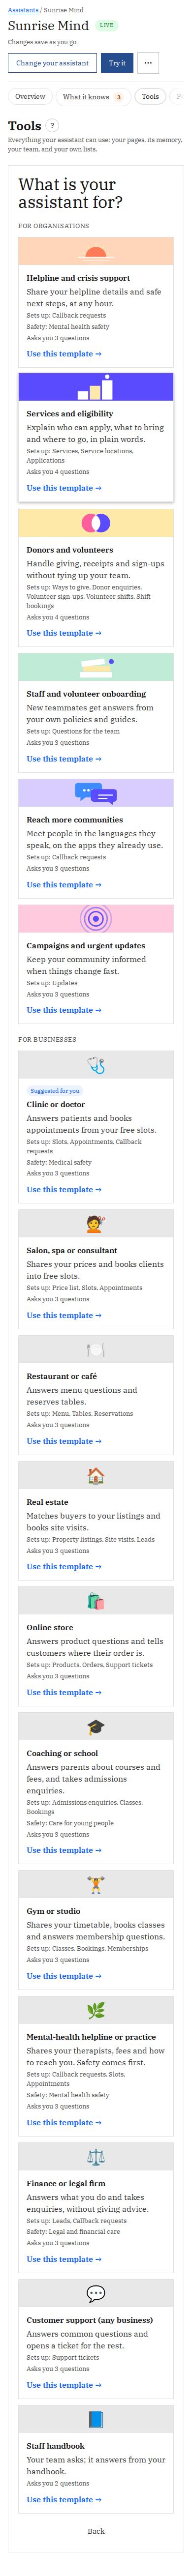 Assistants / Sunrise Mind
Sunrise Mind LIVE
Changes save as you go
Change your assistant Try it ...
Overview What it knows 3 Tools
Tools ?
Everything your assistant can use: your pages, its memory,
your team, and your own lists.
What is your
assistant for?
FOR ORGANISATIONS
Helpline and crisis support
Share your helpline details and safe
next steps, at any hour.
Sets up: Callback requests
Safety: Mental health safety
Asks you 3 questions
Use this template →
Services and eligibility
Explain who can apply, what to bring
and where to go, in plain words.
Sets up: Services, Service locations,
Applications
Asks you 4 questions
Use this template →
Donors and volunteers
Handle giving, receipts and sign-ups
without tying up your team.
Sets up: Ways to give, Donor enquiries,
Volunteer sign-ups, Volunteer shifts, Shift
bookings
Asks you 4 questions
Use this template →
Staff and volunteer onboarding
New teammates get answers from
your own policies and guides.
Sets up: Questions for the team
Asks you 3 questions
Use this template →
Reach more communities
Meet people in the languages they
speak, on the apps they already use.
Sets up: Callback requests
Asks you 3 questions
Use this template →
Campaigns and urgent updates
Keep your community informed
when things change fast.
Sets up: Updates
Asks you 3 questions
Use this template →
FOR BUSINESSES
Suggested for you
Clinic or doctor
Answers patients and books
appointments from your free slots.
Sets up: Slots, Appointments, Callback
requests
Safety: Medical safety
Asks you 3 questions
Use this template →
Salon, spa or consultant
Shares your prices and books clients
into free slots.
Sets up: Price list, Slots, Appointments
Asks you 3 questions
Use this template →
Restaurant or café
Answers menu questions and
reserves tables.
Sets up: Menu, Tables, Reservations
Asks you 3 questions
Use this template →
Real estate
Matches buyers to your listings and
books site visits.
Sets up: Property listings, Site visits, Leads
Asks you 3 questions
Use this template →
Online store
Answers product questions and tells
customers where their order is.
Sets up: Products, Orders, Support tickets
Asks you 3 questions
Use this template →
Coaching or school
Answers parents about courses and
fees, and takes admissions
enquiries.
Sets up: Admissions enquiries, Classes,
Bookings
Safety: Care for young people
Asks you 3 questions
Use this template →
Gym or studio
Shares your timetable, books classes
and answers membership questions.
Sets up: Classes, Bookings, Memberships
Asks you 3 questions
Use this template →
Mental-health helpline or practice
Shares your therapists, fees and how
to reach you. Safety comes first.
Sets up: Callback requests, Slots,
Appointments
Safety: Mental health safety
Asks you 3 questions
Use this template →
Finance or legal firm
Answers what you do and takes
enquiries, without giving advice.
Sets up: Leads, Callback requests
Safety: Legal and financial care
Asks you 3 questions
Use this template →
Customer support (any business)
Answers common questions and
opens a ticket for the rest.
Sets up: Support tickets
Asks you 3 questions
Use this template →
Staff handbook
Your team asks; it answers from your
handbook.
Asks you 2 questions
Use this template →
Back